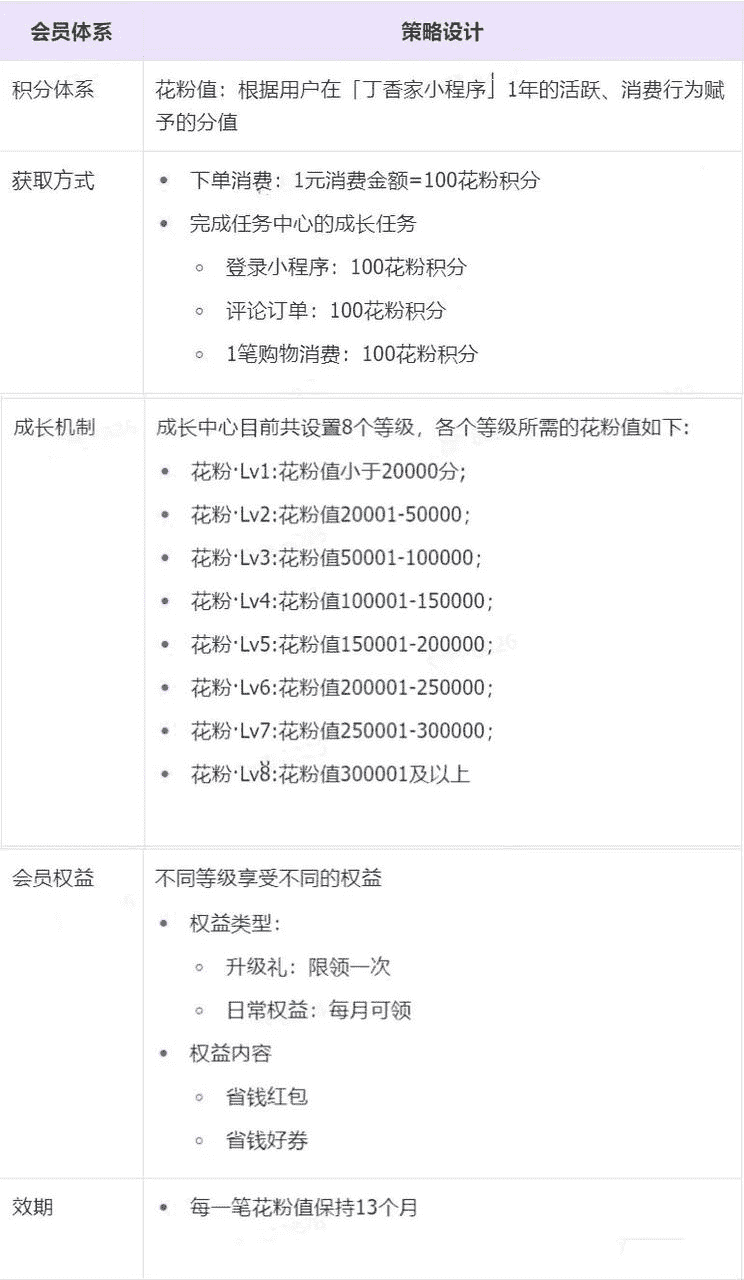 会员体系
策略设计
积分体系
花粉值：根据用户在「丁香家小程序」1年的活跃、消费行为赋
予的分值
获取方式
下单消费：1元消费金额=100花粉积分
完成任务中心的成长任务
登录小程序：100花粉积分
评论订单：100花粉积分
1笔购物消费：100花粉积分
成长机制
成长中心目前共设置8个等级，各个等级所需的花粉值如下：
花粉·Lv1:花粉值小于20000分；
花粉·Lv2:花粉值20001-50000；
花粉·Lv3:花粉值50001-100000；
花粉·Lv4:花粉值100001-150000；
花粉·Lv5:花粉值150001-200000；
花粉·Lv6:花粉值200001-250000；
花粉·Lv7:花粉值250001-300000；
花粉·Lv8:花粉值300001及以上
会员权益
不同等级享受不同的权益
权益类型：
升级礼：限领一次
日常权益：每月可领
权益内容
省钱红包
省钱好券
效期
每一笔花粉值保持13个月